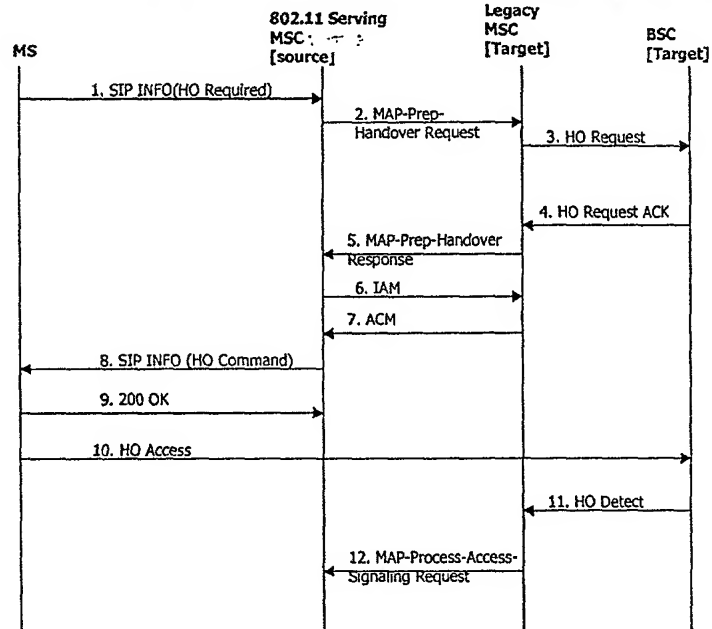 MS
802.11 Serving
MSC
[source]
Legacy
MSC
[Target]
BSC
[Target]
1. SIP INFO(HO Required)
2. MAP-Prep-
Handover Request
3. HO Request
4. HO Request ACK
5. MAP-Prep-Handover
Response
6. IAM
7. ACM
8. SIP INFO (HO Command)
9. 200 OK
10. HO Access
11. HO Detect
12. MAP-Process-Access-
Signaling Request